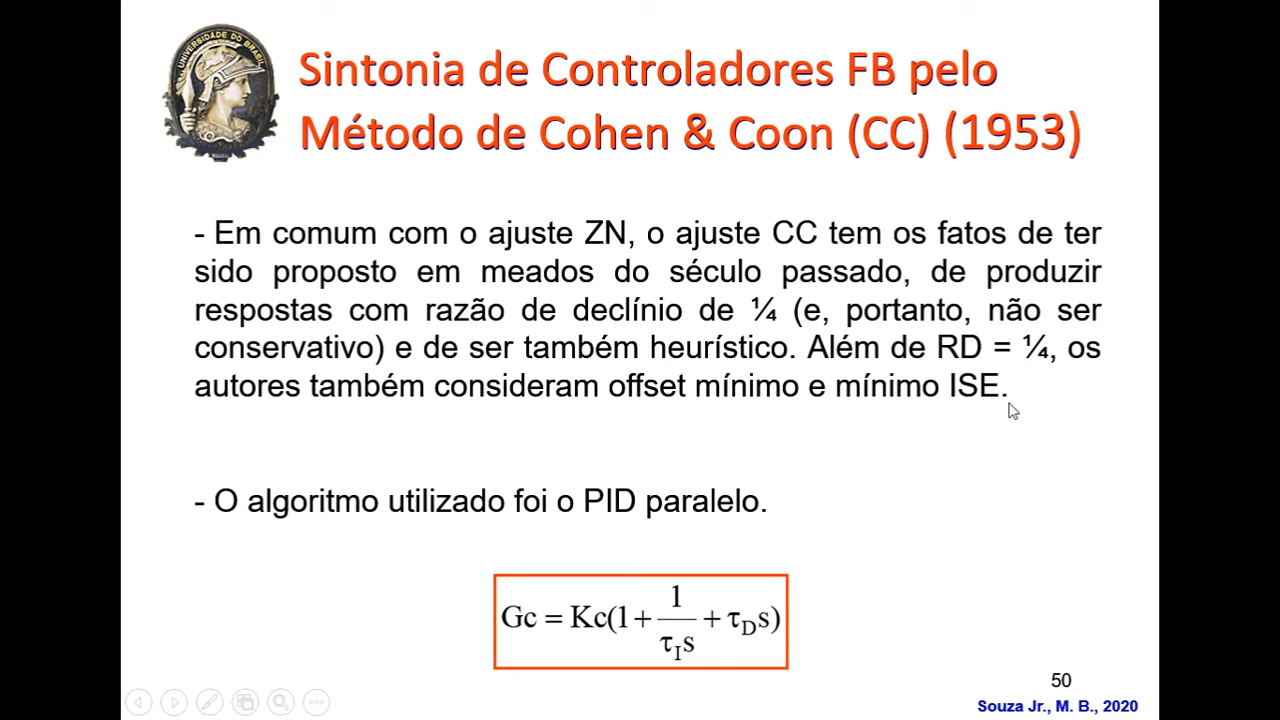 UNIVERSIDADE DO BRASIL
Sintonia de Controladores FB pelo
Método de Cohen & Coon (CC) (1953)
- Em comum com o ajuste ZN, o ajuste CC tem os fatos de ter
sido proposto em meados do século passado, de produzir
respostas com razão de declínio de ¼ (e, portanto, não ser
conservativo) e de ser também heurístico. Além de RD = ¼, os
autores também consideram offset mínimo e mínimo ISE.
- O algoritmo utilizado foi o PID paralelo.
Gc = Kc(1 + 1/τIs + τDs)
50
Souza Jr., M. B., 2020